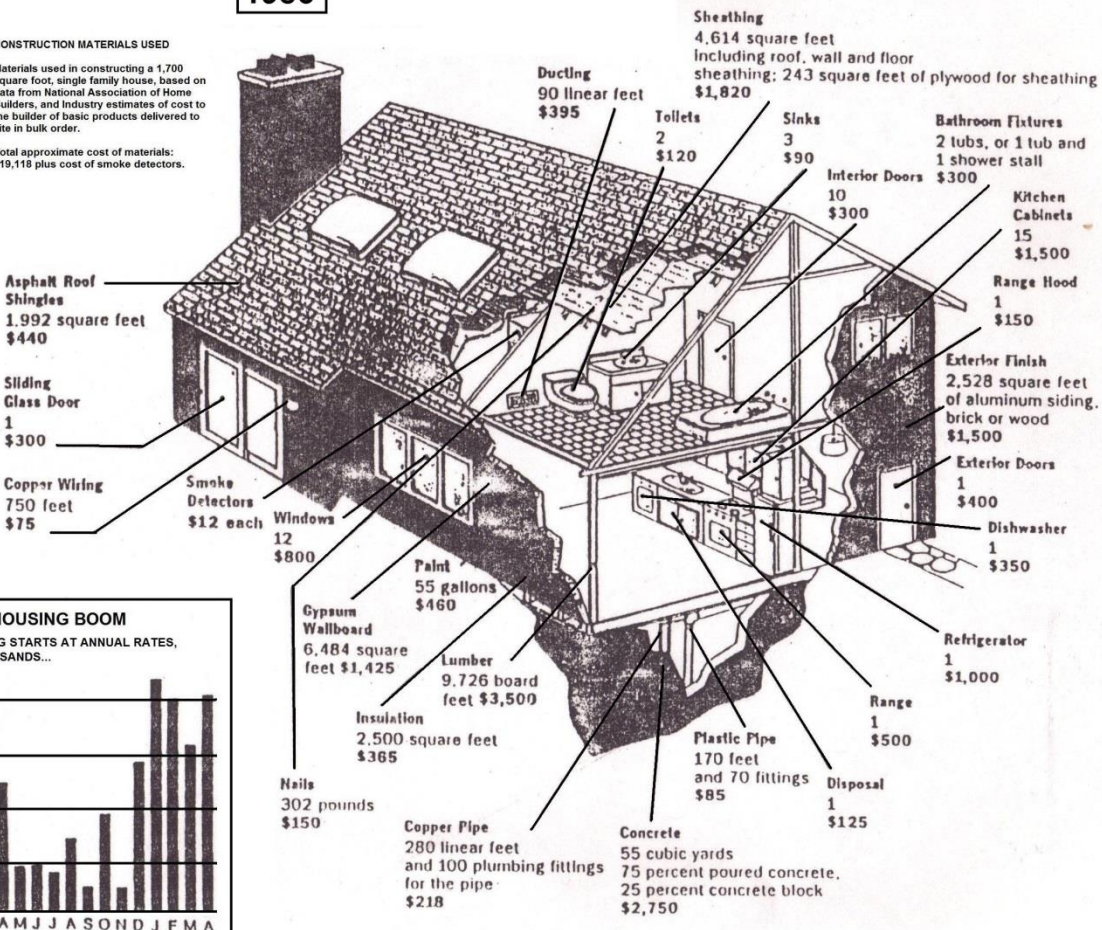 CONSTRUCTION MATERIALS USED
Materials used in constructing a 1,700
square foot, single family house, based on
data from National Association of Home
Builders, and Industry estimates of cost to
the builder of basic products delivered to
site in bulk order.
Total approximate cost of materials:
19,118 plus cost of smoke detectors.
Sheathing
4,614 square feet
including roof, wall and floor
sheathing; 243 square feet of plywood for sheathing
$1,820
Ducting
90 linear feet
$395
Toilets
2
$120
Sinks
3
$90
Bathroom Fixtures
2 tubs, or 1 tub and
1 shower stall
$300
Interior Doors
10
$300
Kitchen
Cabinets
15
$1,500
Range Hood
1
$150
Exterior Finish
2,528 square feet
of aluminum siding,
brick or wood
$1,500
Exterior Doors
1
$400
Dishwasher
1
$350
Refrigerator
1
$1,000
Range
1
$500
Disposal
1
$125
Plastic Pipe
170 feet
and 70 fittings
$85
Concrete
55 cubic yards
75 percent poured concrete,
25 percent concrete block
$2,750
Copper Pipe
280 linear feet
and 100 plumbing fittings
for the pipe
$218
Nails
302 pounds
$150
Insulation
2,500 square feet
$365
Lumber
9,726 board
feet $3,500
Gypsum
Wallboard
6,484 square
feet $1,425
Paint
55 gallons
$460
Windows
12
$800
Smoke
Detectors
$12 each
Asphalt Roof
Shingles
1,992 square feet
$440
Sliding
Glass Door
1
$300
Copper Wiring
750 feet
$75
HOUSING BOOM
STARTS AT ANNUAL RATES,
A M J J A S O N D J F M A